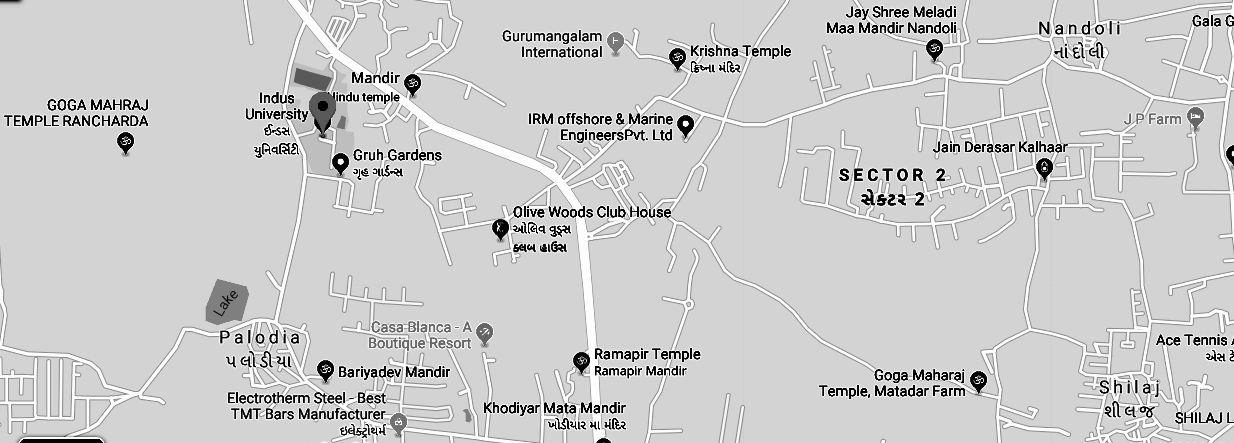 Jay Shree Meladi
Maa Mandir Nandoli
Nandoli
નાંદોલી
Gala G
Gurumangalam
International
Krishna Temple
ક્રિષ્ના મંદિર
Mandir
Hindu temple
GOGA MAHRAJ
TEMPLE RANCHARDA
Indus
University
ઈન્ડસ
યુનિવર્સિટી
IRM offshore & Marine
EngineersPvt. Ltd
J P Farm
Gruh Gardens
ગૃહ ગાર્ડન્સ
Jain Derasar Kalhaar
SECTOR 2
સેક્ટર 2
Olive Woods Club House
ઓલિવ વુડ્સ
ક્લબ હાઉસ
Lake
Palodia
પલોડીયા
Casa Blanca - A
Boutique Resort
Ramapir Temple
Ramapir Mandir
Ace Tennis A
એસ ટે
Bariyadev Mandir
Goga Maharaj
Temple, Matadar Farm
Shilaj
શીલજ
Electrotherm Steel - Best
TMT Bars Manufacturer
ઇલેક્ટ્રોથર્મ
Khodiyar Mata Mandir
ખોડીયાર મા મંદિર
SHILAJ L